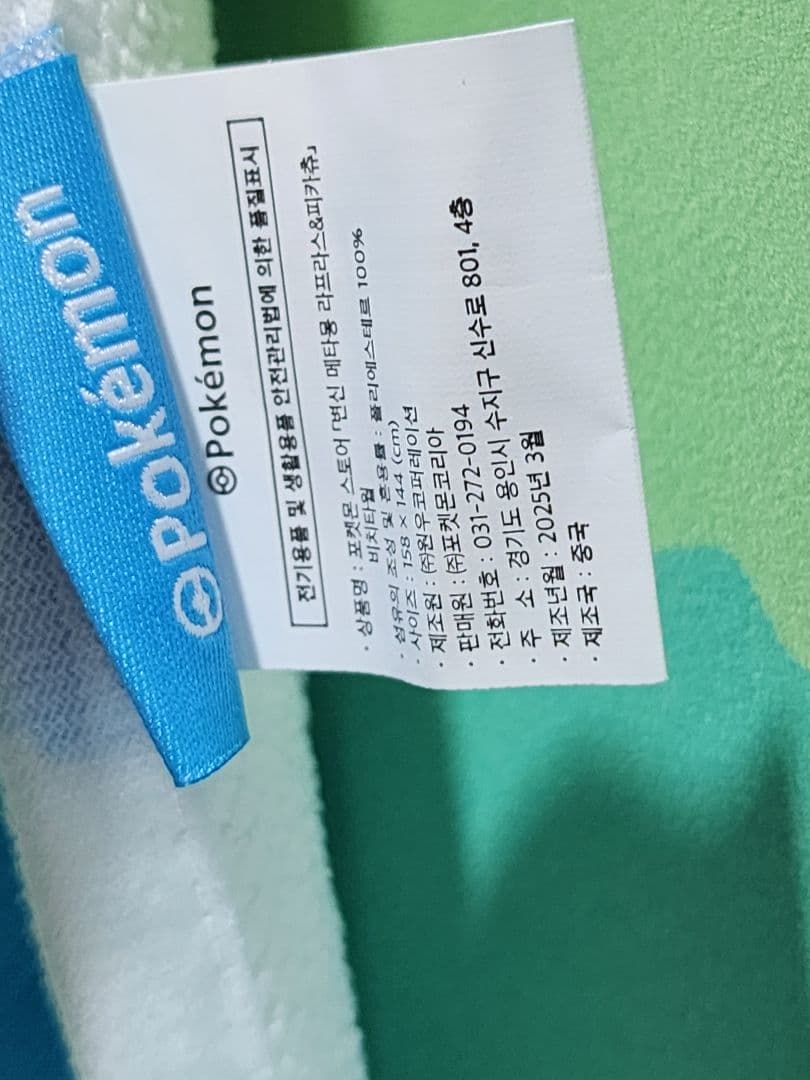 Pokémon
Pokémon
전기용품 및 생활용품 안전관리법에 의한 품질표시
· 상품명 : 포켓몬 스토어 「변신 메타몽 라프라스&피카츄」
비치타월
· 섬유의 조성 및 혼용률 : 폴리에스테르 100%
· 사이즈 : 158 × 144 (cm)
· 제조원 : (주)원우코퍼레이션
· 판매원 : (주)포켓몬코리아
· 전화번호 : 031-272-0194
· 주 소 : 경기도 용인시 수지구 신수로 801, 4층
· 제조년월 : 2025년 3월
· 제조국 : 중국